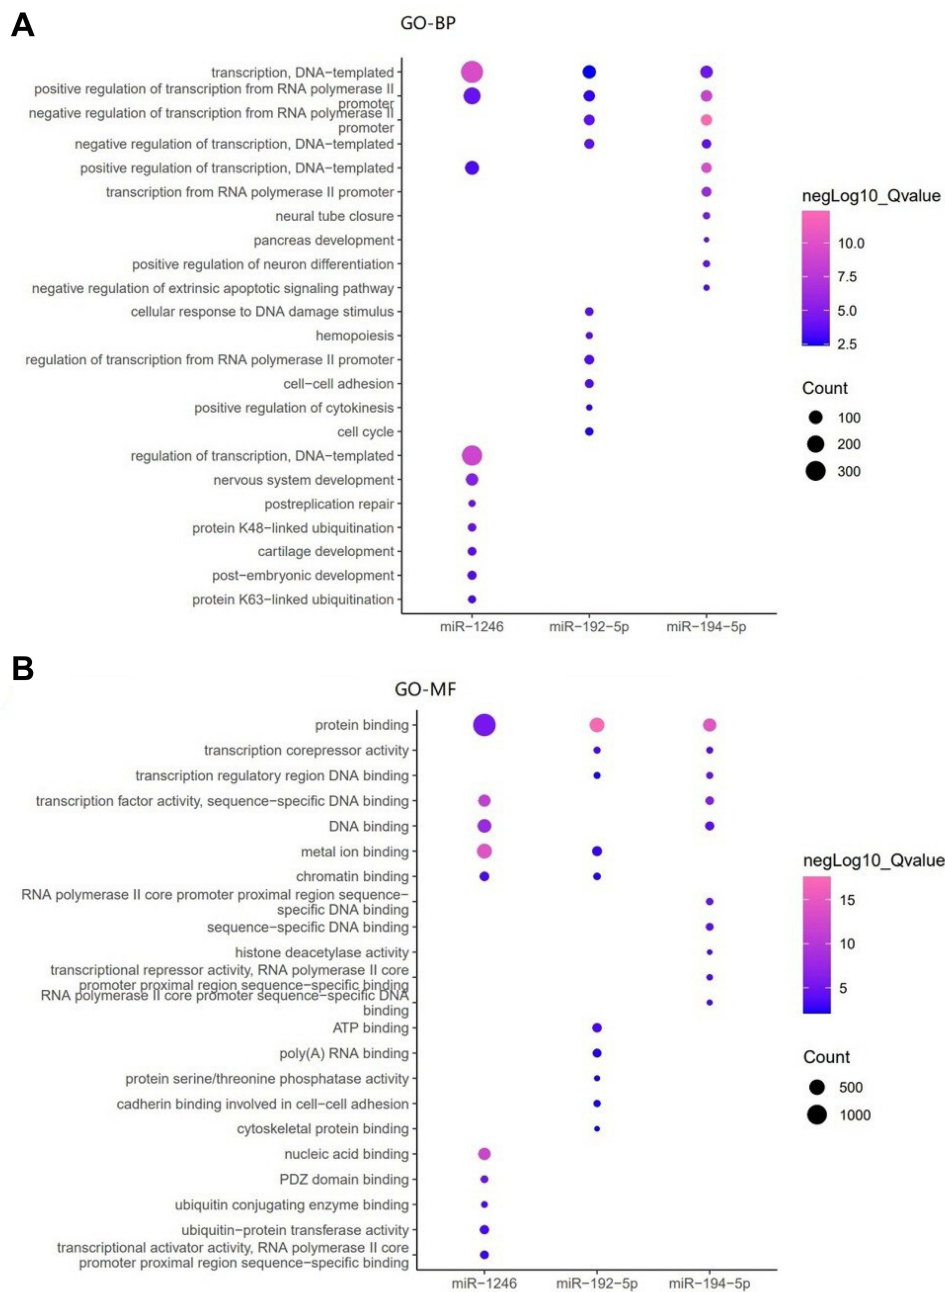 A
GO-BP
transcription, DNA−templated
positive regulation of transcription from RNA polymerase II
promoter
negative regulation of transcription from RNA polymerase II
promoter
negative regulation of transcription, DNA−templated
positive regulation of transcription, DNA−templated
transcription from RNA polymerase II promoter
neural tube closure
pancreas development
positive regulation of neuron differentiation
negative regulation of extrinsic apoptotic signaling pathway
cellular response to DNA damage stimulus
hemopoiesis
regulation of transcription from RNA polymerase II promoter
cell−cell adhesion
positive regulation of cytokinesis
cell cycle
regulation of transcription, DNA−templated
nervous system development
postreplication repair
protein K48−linked ubiquitination
cartilage development
post−embryonic development
protein K63−linked ubiquitination
miR−1246 miR−192−5p miR−194−5p
negLog10_Qvalue
10.0
7.5
5.0
2.5
Count
100
200
300
B
GO-MF
protein binding
transcription corepressor activity
transcription regulatory region DNA binding
transcription factor activity, sequence−specific DNA binding
DNA binding
metal ion binding
chromatin binding
RNA polymerase II core promoter proximal region sequence−
specific DNA binding
sequence−specific DNA binding
histone deacetylase activity
transcriptional repressor activity, RNA polymerase II core
promoter proximal region sequence−specific binding
RNA polymerase II core promoter sequence−specific DNA
binding
ATP binding
poly(A) RNA binding
protein serine/threonine phosphatase activity
cadherin binding involved in cell−cell adhesion
cytoskeletal protein binding
nucleic acid binding
PDZ domain binding
ubiquitin conjugating enzyme binding
ubiquitin−protein transferase activity
transcriptional activator activity, RNA polymerase II core
promoter proximal region sequence−specific binding
miR−1246 miR−192−5p miR−194−5p
negLog10_Qvalue
15
10
5
Count
500
1000